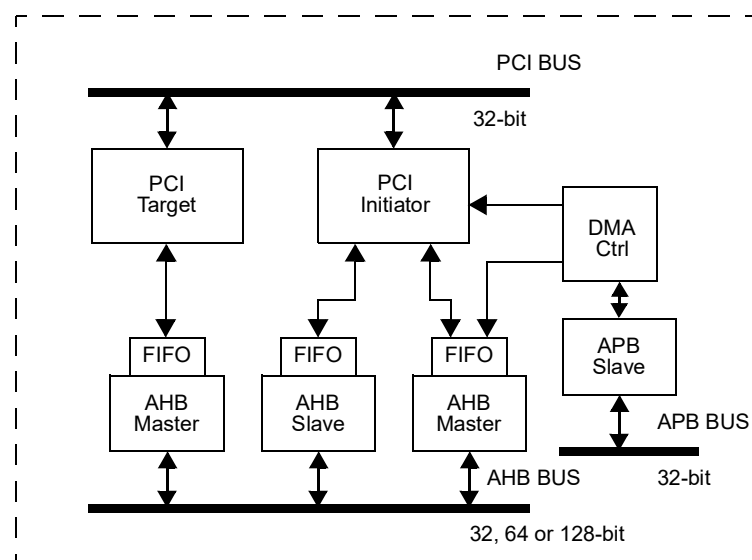 PCI BUS
32-bit
PCI
Target
PCI
Initiator
DMA
Ctrl
FIFO
FIFO
FIFO
AHB
Master
AHB
Slave
AHB
Master
APB
Slave
APB BUS
32-bit
AHB BUS
32, 64 or 128-bit